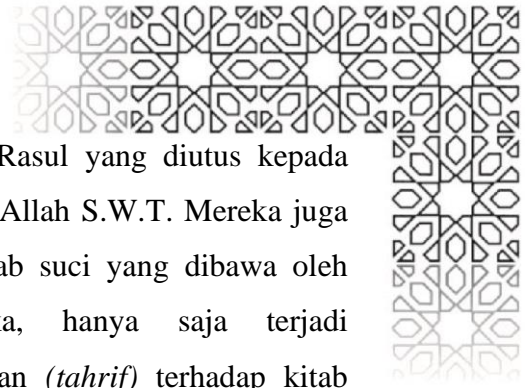 Rasul yang diutus kepada
Allah S.W.T. Mereka juga
ab suci yang dibawa oleh
ka, hanya saja terjadi
an (tahrif) terhadap kitab